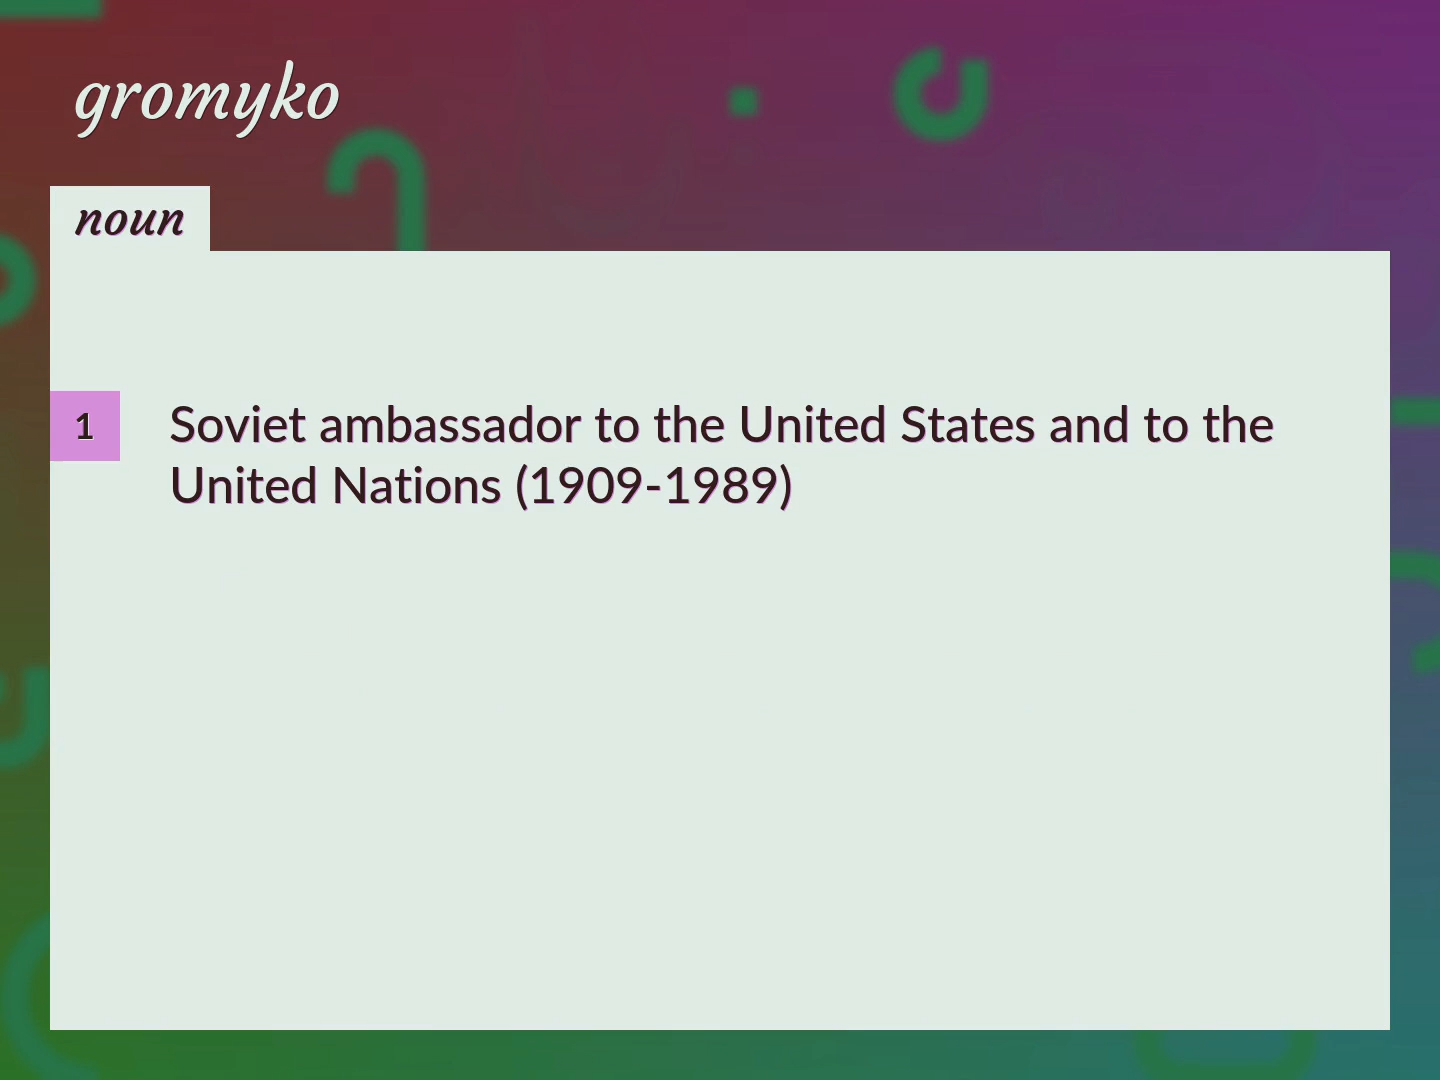 gromyko
noun
1
Soviet ambassador to the United States and to the
United Nations (1909-1989)